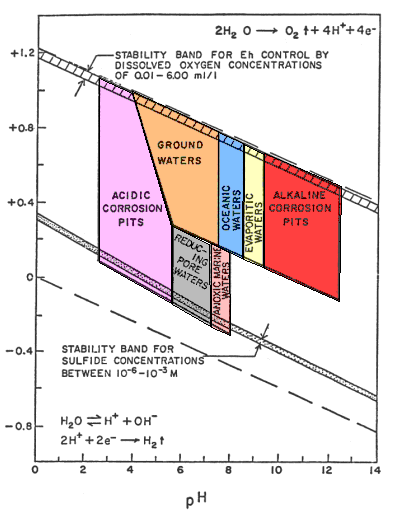 2H₂ O → O₂ ↑ + 4H⁺ + 4e⁻
+1.2
STABILITY BAND FOR Eh CONTROL BY
DISSOLVED OXYGEN CONCENTRATIONS
OF 0.01 - 6.00 ml/l
+0.8
GROUND
WATERS
ACIDIC
CORROSION
PITS
OCEANIC
WATERS
EVAPORITIC
WATERS
ALKALINE
CORROSION
PITS
+0.4
REDUC-
ING
PORE
WATERS
ANOXIC MARINE
WATERS
0
-0.4
STABILITY BAND FOR
SULFIDE CONCENTRATIONS
BETWEEN 10⁻⁶ - 10⁻³ M
-0.8
H₂O ⇌ H⁺ + OH⁻
2H⁺ + 2e⁻ → H₂ ↑
0 2 4 6 8 10 12 14
pH